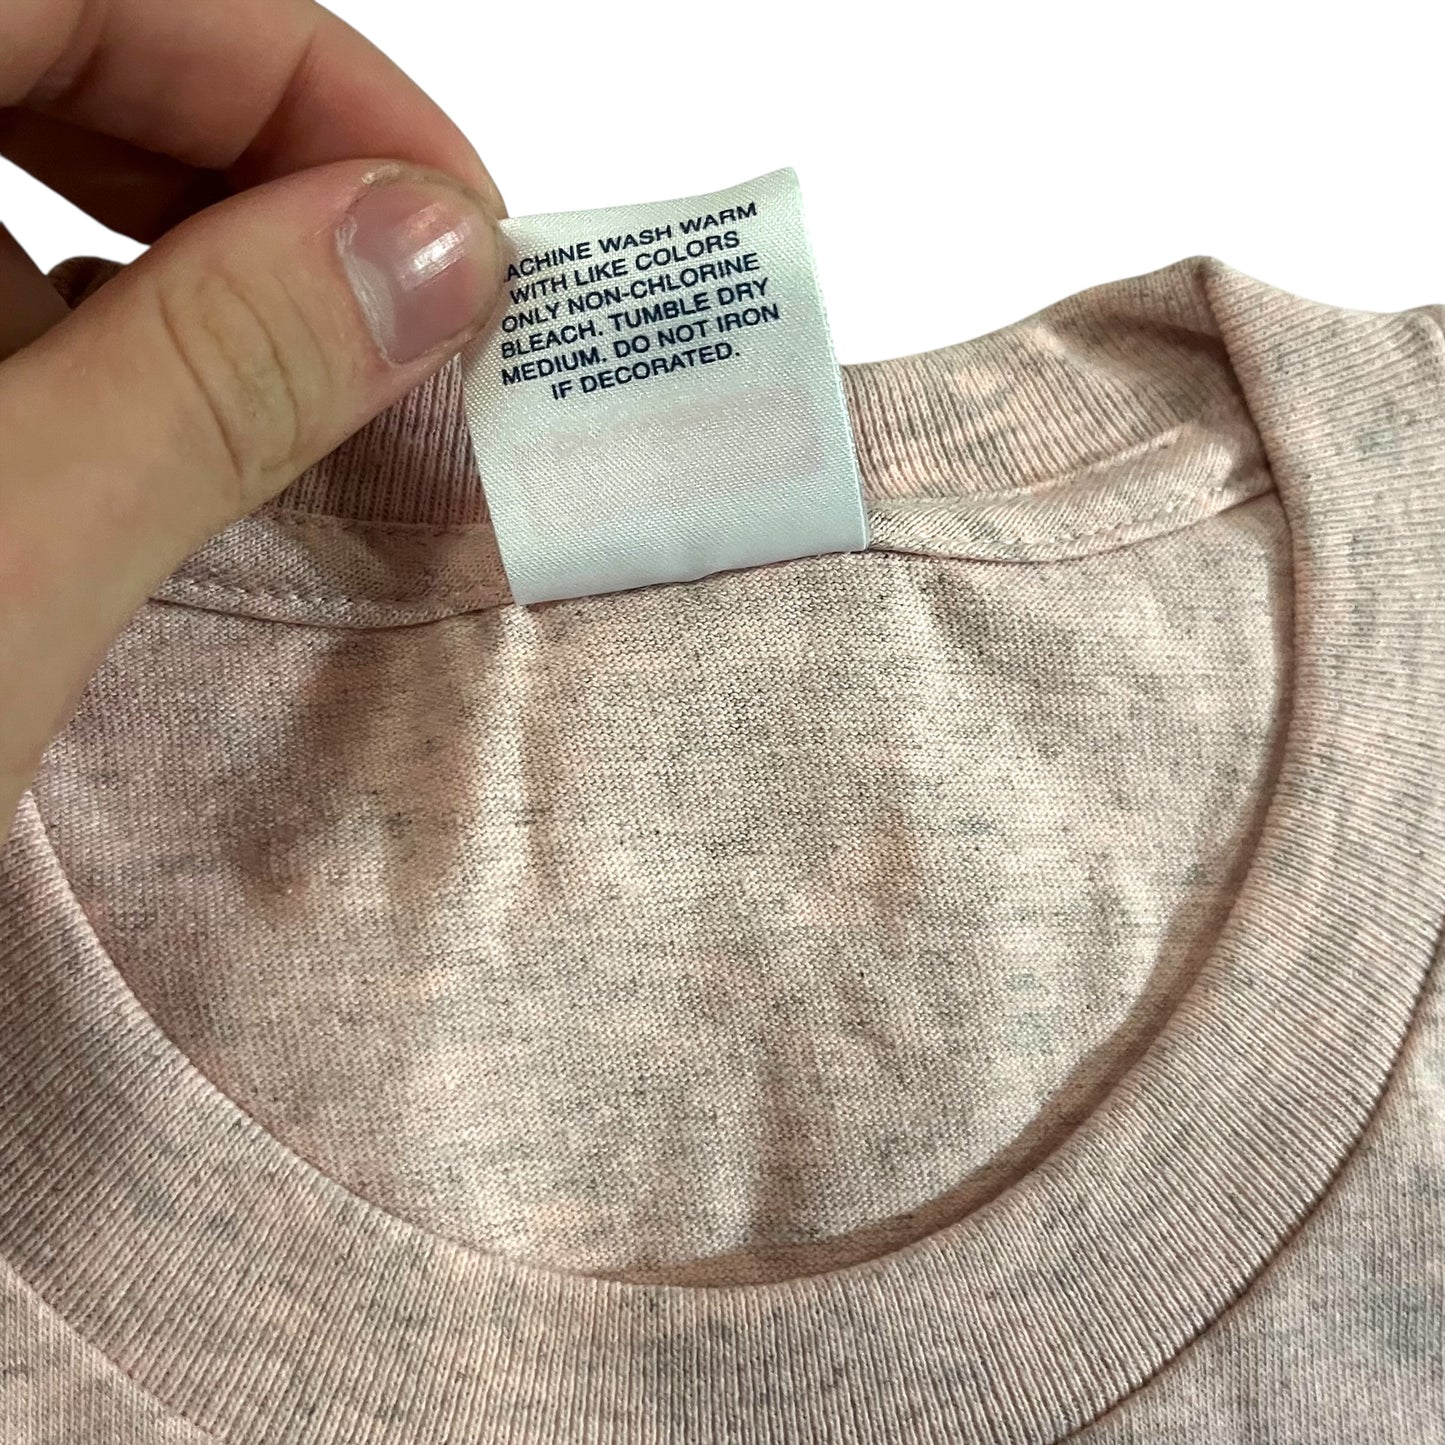 ACHINE WASH WARM
WITH LIKE COLORS
ONLY NON-CHLORINE
BLEACH. TUMBLE DRY
MEDIUM. DO NOT IRON
IF DECORATED.